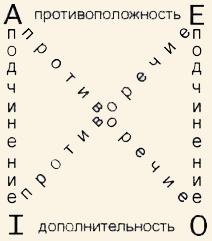 А противоположность Е
подчинение
противоречие
противоречие
подчинение
I дополнительность О